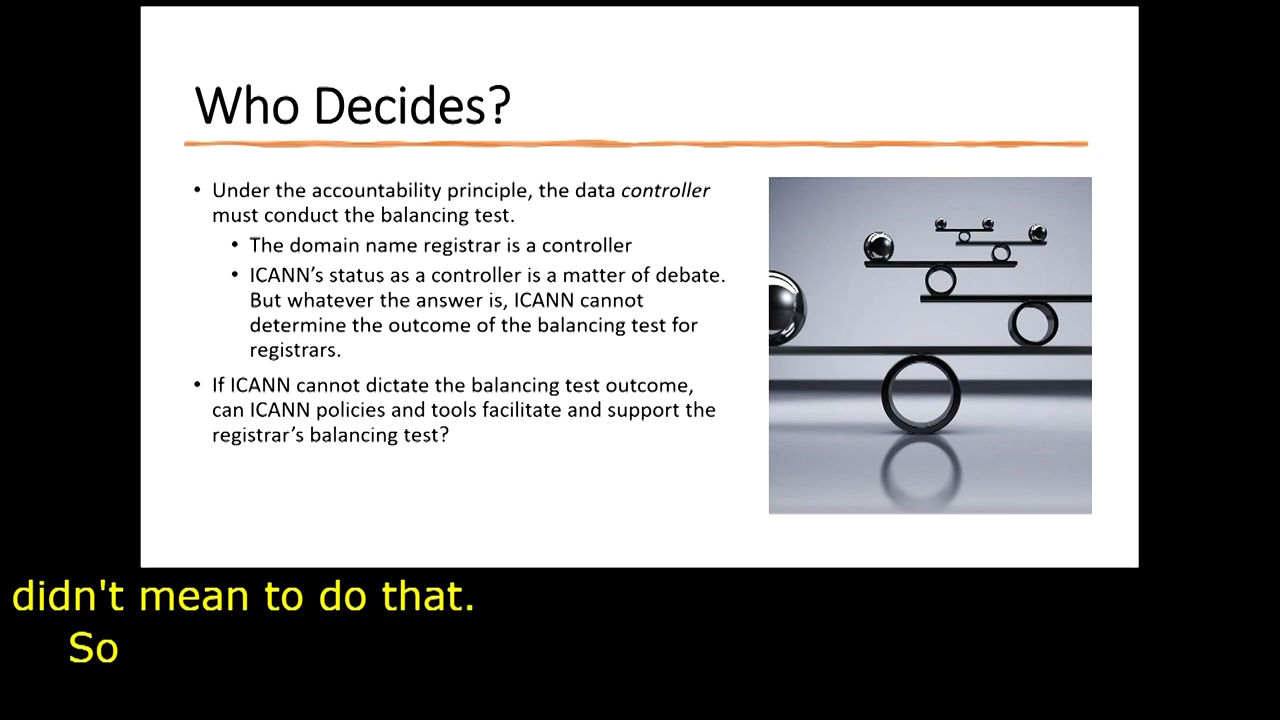 Who Decides?
• Under the accountability principle, the data controller
must conduct the balancing test.
• The domain name registrar is a controller
• ICANN’s status as a controller is a matter of debate.
But whatever the answer is, ICANN cannot
determine the outcome of the balancing test for
registrars.
• If ICANN cannot dictate the balancing test outcome,
can ICANN policies and tools facilitate and support the
registrar’s balancing test?
didn't mean to do that.
So